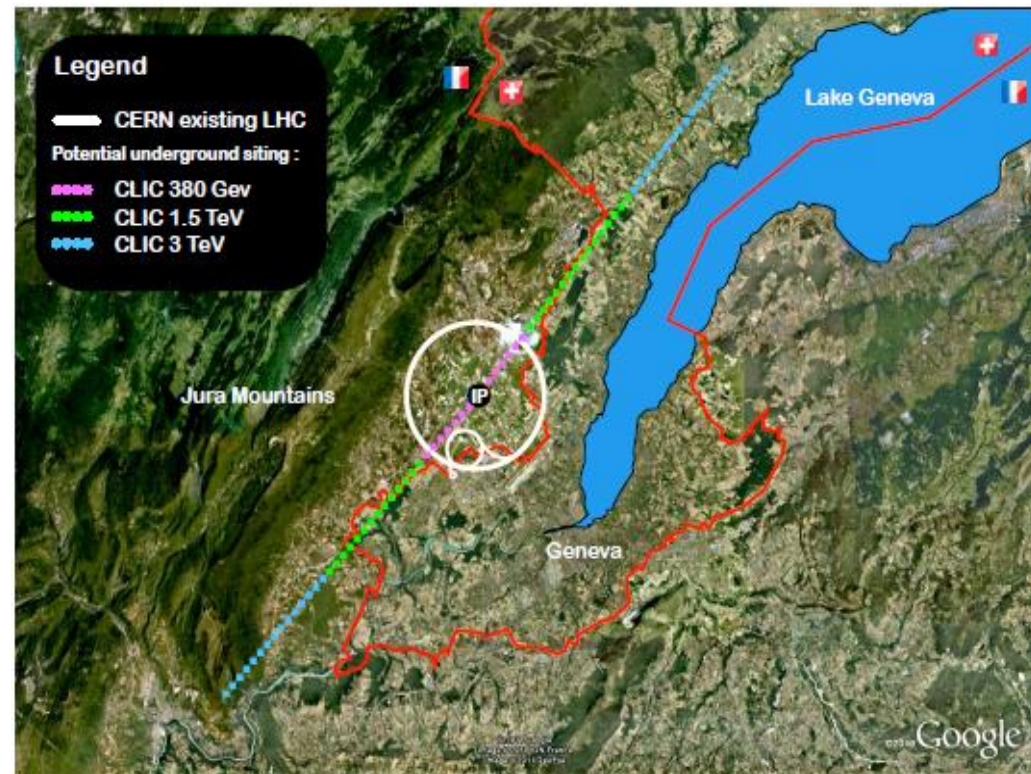 Legend
CERN existing LHC
Potential underground siting :
CLIC 380 Gev
CLIC 1.5 TeV
CLIC 3 TeV
Lake Geneva
Jura Mountains
IP
Geneva
Google